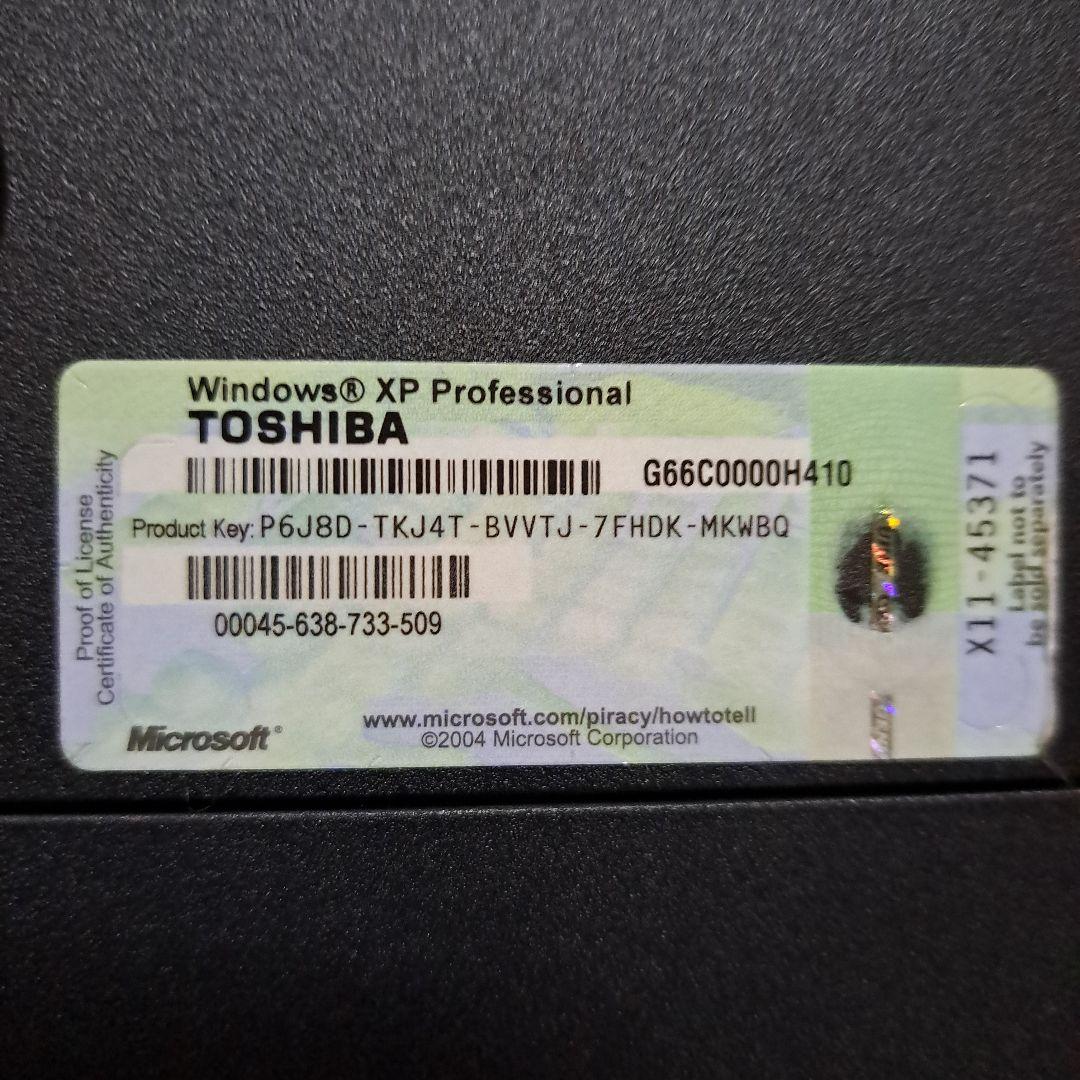 Windows® XP Professional
TOSHIBA
G66C0000H410
Product Key: P6J8D-TKJ4T-BVVTJ-7FHDK-MKWBQ
00045-638-733-509
www.microsoft.com/piracy/howtotell
©2004 Microsoft Corporation
Microsoft®
Proof of License
Certificate of Authenticity
X11-45371
Label not to
be sold separately